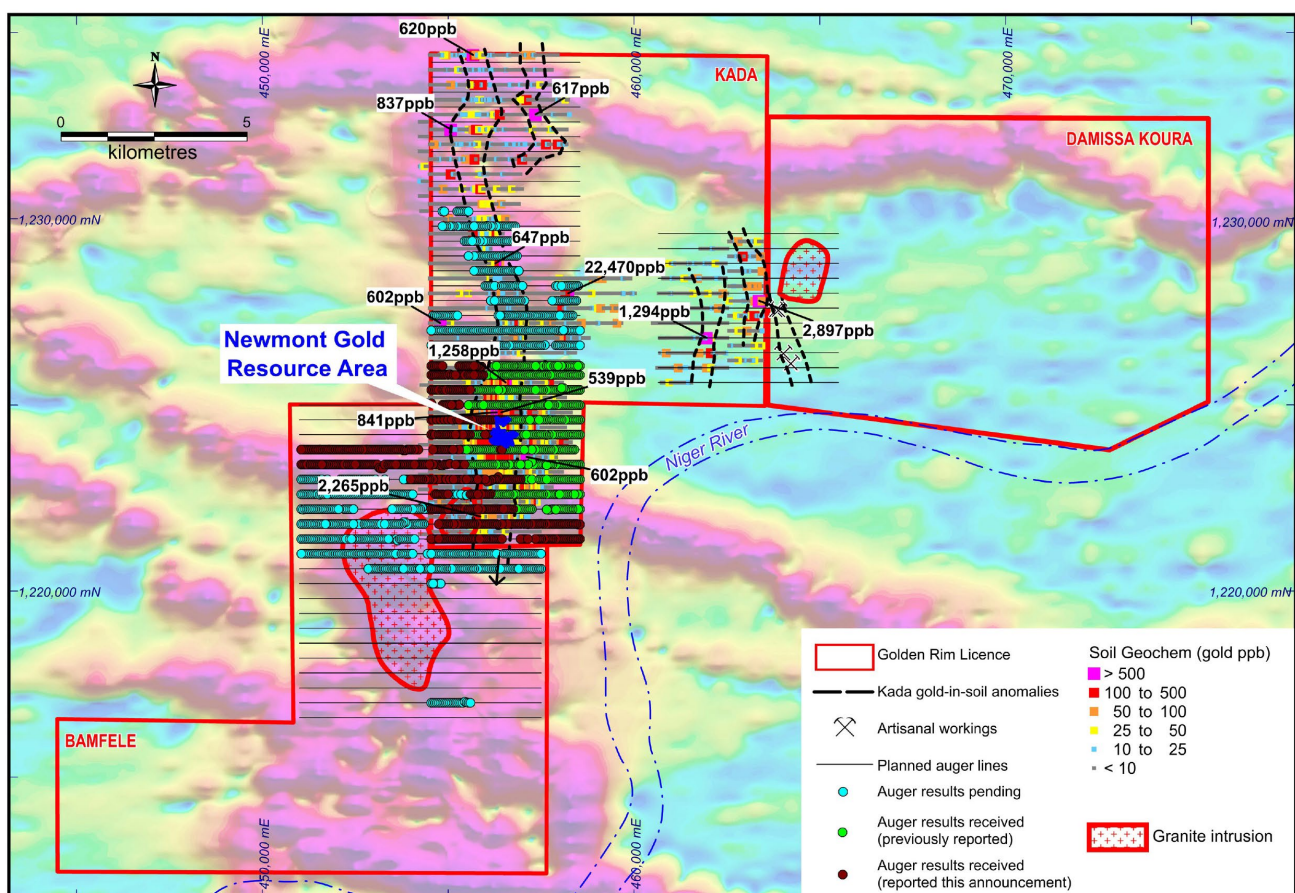 620ppb
450,000 mE
460,000 mE
470,000 mE
N
KADA
617ppb
837ppb
0 5
kilometres
DAMISSA KOURA
1,230,000 mN
1,230,000 mN
647ppb
22,470ppb
602ppb
1,294ppb
2,897ppb
Newmont Gold
Resource Area
1,258ppb
539ppb
841ppb
Niger River
602ppb
2,265ppb
1,220,000 mN
1,220,000 mN
BAMFELE
450,000 mE
460,000 mE
Golden Rim Licence
Kada gold-in-soil anomalies
Artisanal workings
Planned auger lines
Auger results pending
Auger results received
(previously reported)
Auger results received
(reported this announcement)
Soil Geochem (gold ppb)
> 500
100 to 500
50 to 100
25 to 50
10 to 25
< 10
Granite intrusion